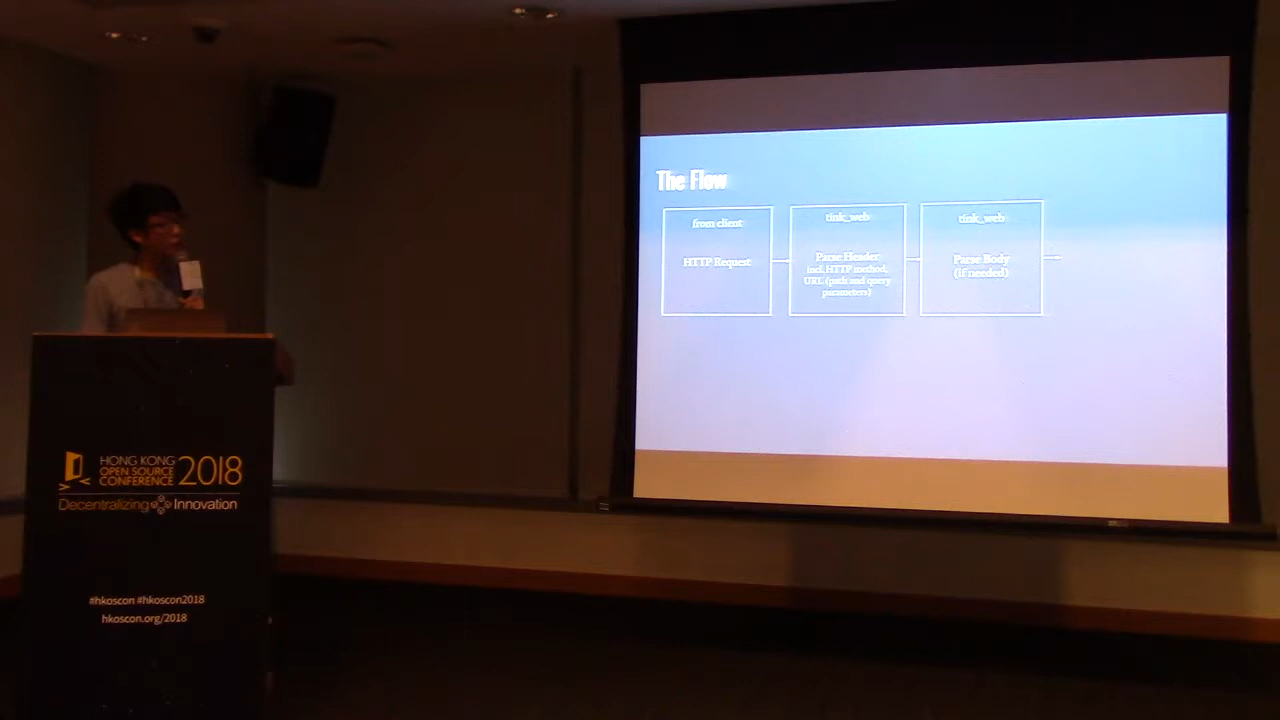 The Flow
from client
HTTP Request
tink_web
Parse Header
incl. HTTP method,
URL (path and query
parameters)
tink_web
Parse Body
(if needed)
HONG KONG
OPEN SOURCE
CONFERENCE 2018
Decentralizing Innovation
#hkoscon #hkoscon2018
hkoscon.org/2018